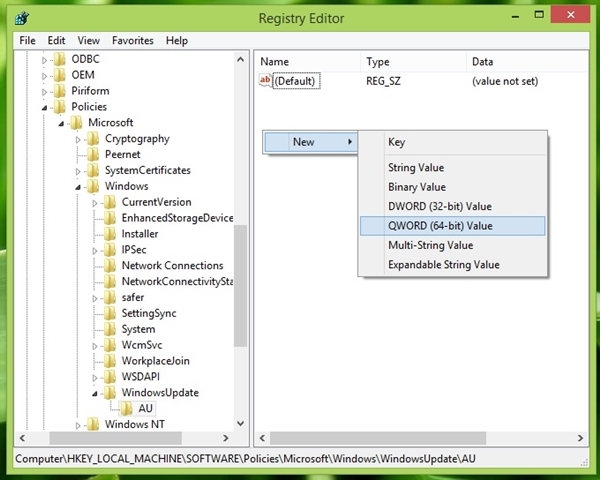 Registry Editor
File Edit View Favorites Help
ODBC
OEM
Piriform
Policies
Microsoft
Cryptography
Peernet
SystemCertificates
Windows
CurrentVersion
EnhancedStorageDevice
Installer
IPSec
Network Connections
NetworkConnectivitySta
safer
SettingSync
System
WcmSvc
WorkplaceJoin
WSDAPI
WindowsUpdate
AU
Windows NT
Name Type Data
ab (Default) REG_SZ (value not set)
New
Key
String Value
Binary Value
DWORD (32-bit) Value
QWORD (64-bit) Value
Multi-String Value
Expandable String Value
Computer\HKEY_LOCAL_MACHINE\SOFTWARE\Policies\Microsoft\Windows\WindowsUpdate\AU